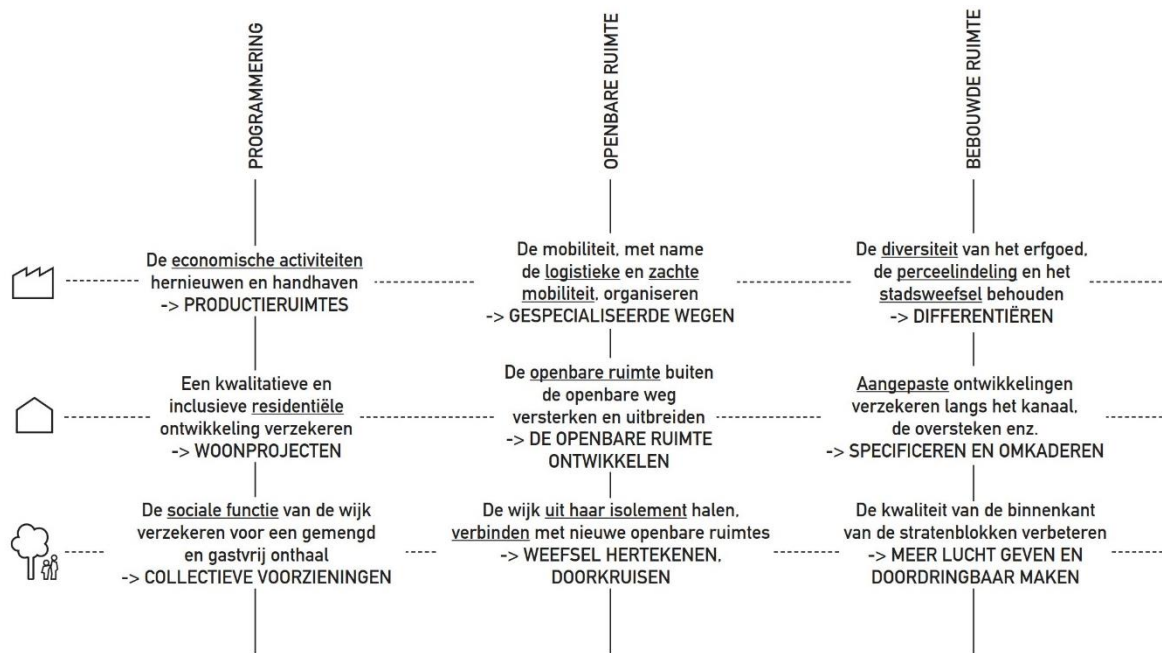 PROGRAMMERING
OPENBARE RUIMTE
BEBOUWDE RUIMTE
De economische activiteiten
hernieuwen en handhaven
-> PRODUCTIERUIMTES
De mobiliteit, met name
de logistieke en zachte
mobiliteit, organiseren
-> GESPECIALISEERDE WEGEN
De diversiteit van het erfgoed,
de perceelindeling en het
stadsweefsel behouden
-> DIFFERENTIËREN
Een kwalitatieve en
inclusieve residentiële
ontwikkeling verzekeren
-> WOONPROJECTEN
De openbare ruimte buiten
de openbare weg
versterken en uitbreiden
-> DE OPENBARE RUIMTE
ONTWIKKELEN
Aangepaste ontwikkelingen
verzekeren langs het kanaal,
de oversteken enz.
-> SPECIFICEREN EN OMKADEREN
De sociale functie van de wijk
verzekeren voor een gemengd
en gastvrij onthaal
-> COLLECTIEVE VOORZIENINGEN
De wijk uit haar isolement halen,
verbinden met nieuwe openbare ruimtes
-> WEEFSEL HERTEKENEN,
DOORKRUISEN
De kwaliteit van de binnenkant
van de stratenblokken verbeteren
-> MEER LUCHT GEVEN EN
DOORDRINGBAAR MAKEN